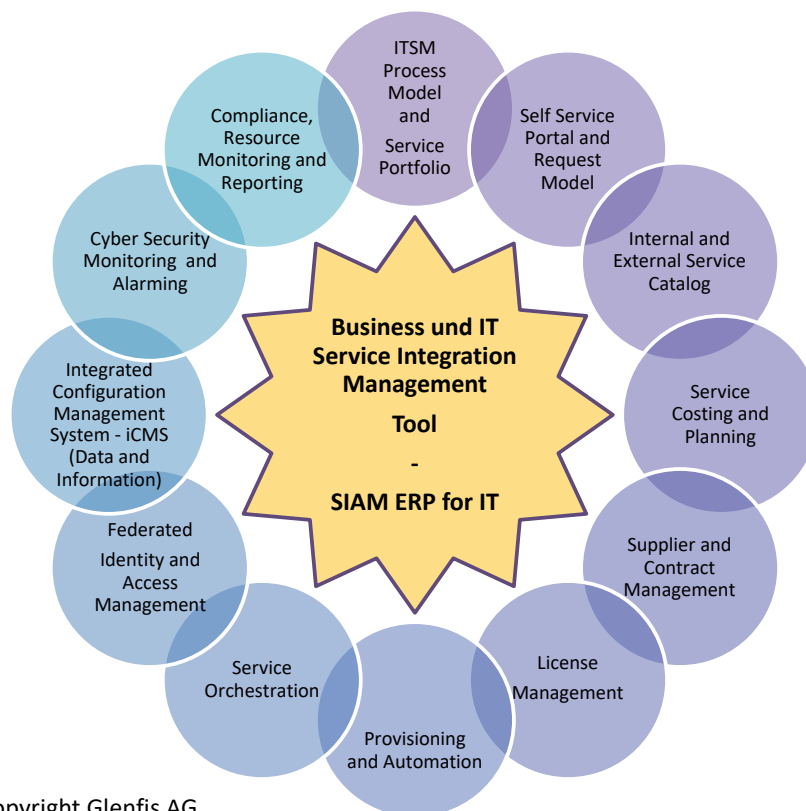 ITSM
Process
Model
and
Service
Portfolio
Self Service
Portal and
Request
Model
Internal and
External Service
Catalog
Service
Costing and
Planning
Supplier and
Contract
Management
License
Management
Provisioning
and Automation
Service
Orchestration
Federated
Identity and
Access
Management
Integrated
Configuration
Management
System - iCMS
(Data and
Information)
Cyber Security
Monitoring and
Alarming
Compliance,
Resource
Monitoring and
Reporting
Business und IT
Service Integration
Management
Tool
-
SIAM ERP for IT
opyright Glenfis AG